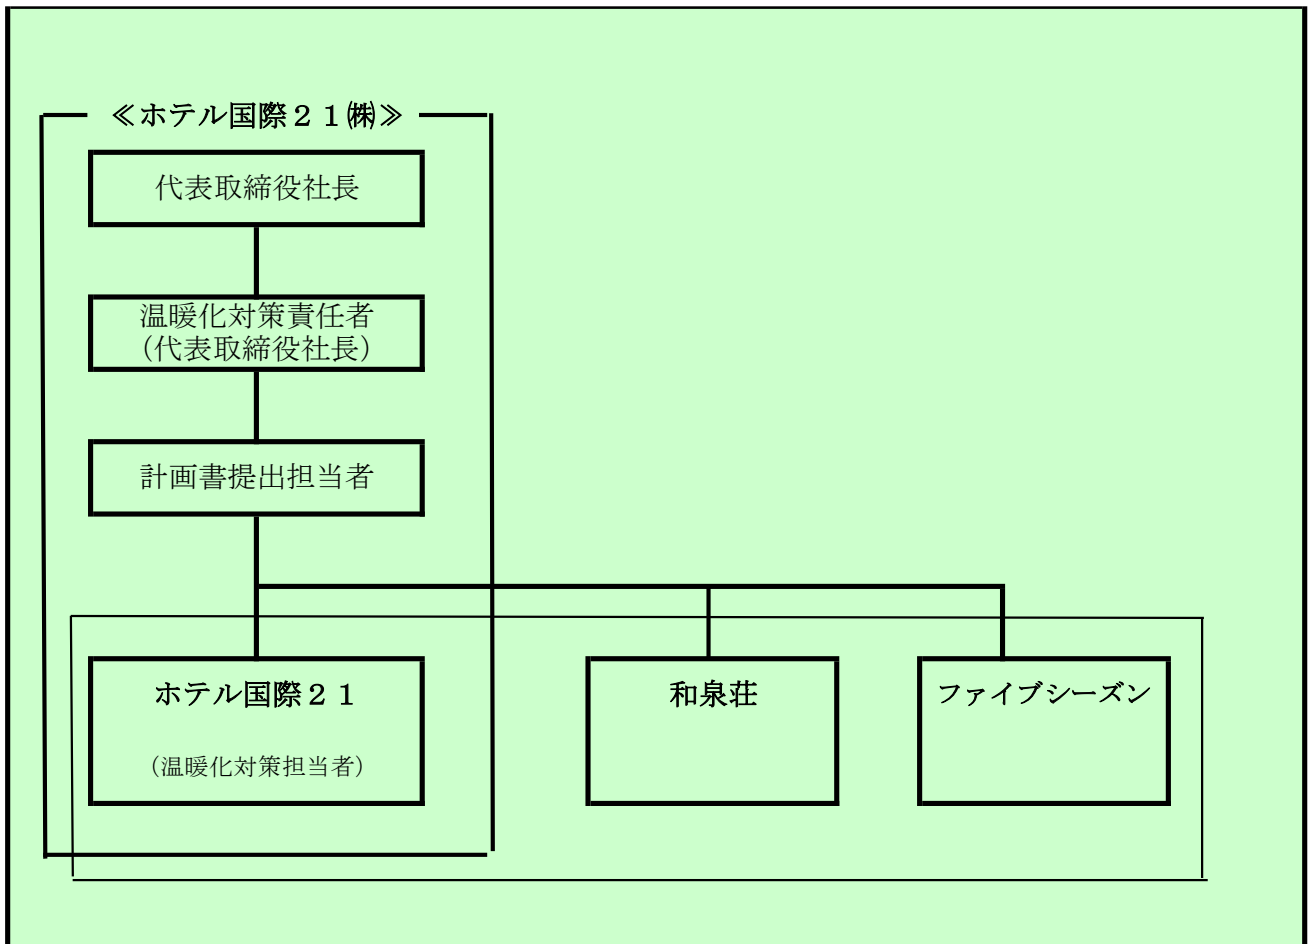 ≪ホテル国際２１㈱≫
代表取締役社長
温暖化対策責任者
（代表取締役社長）
計画書提出担当者
ホテル国際２１
（温暖化対策担当者）
和泉荘
ファイブシーズン